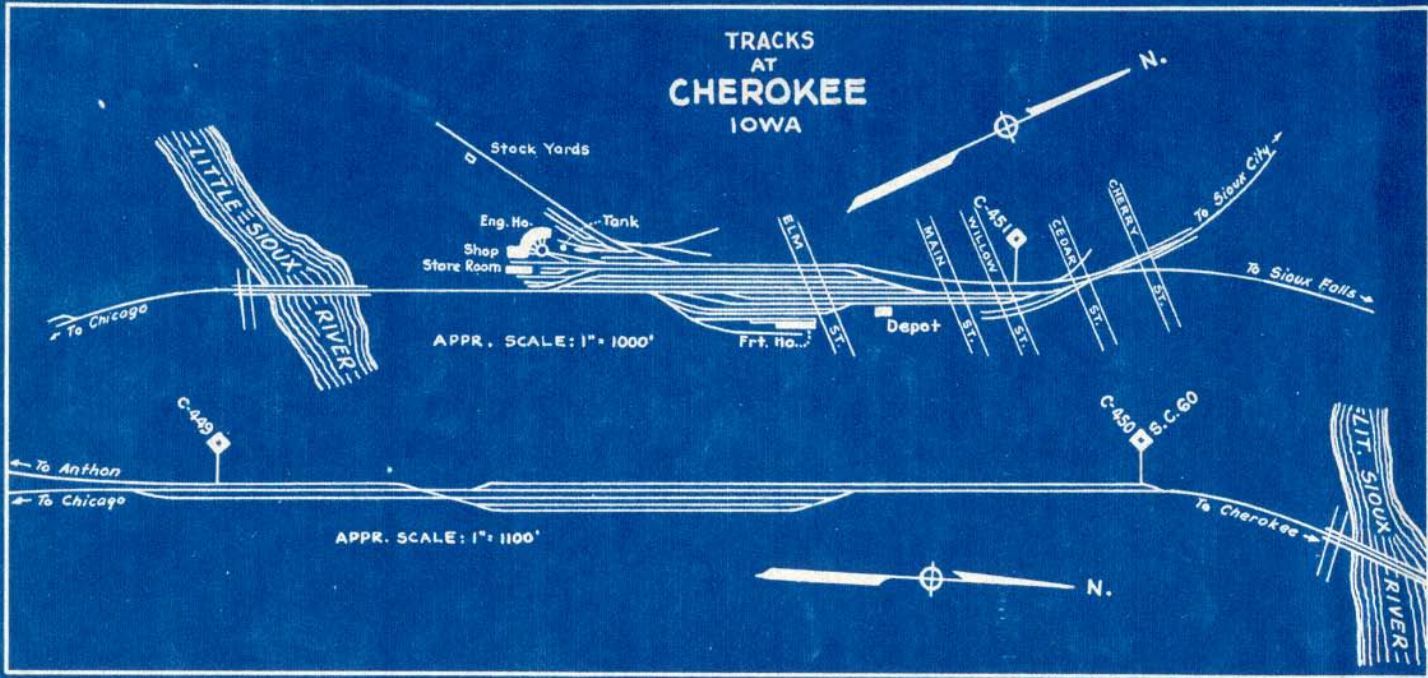 TRACKS
AT
CHEROKEE
IOWA
N.
Stock Yards
Eng. Ho.
Tank
Shop
Store Room
LITTLE SIOUX RIVER
To Chicago
APPR. SCALE: 1" = 1000'
Frt. Ho.
ELM ST.
Depot
MAIN ST.
WILLOW ST.
C-451
CEDAR ST.
CHERRY ST.
To Sioux City
To Sioux Falls
C-449
To Anthon
To Chicago
APPR. SCALE: 1" = 1100'
C-450
S.C.60
To Cherokee
LIT. SIOUX RIVER
N.